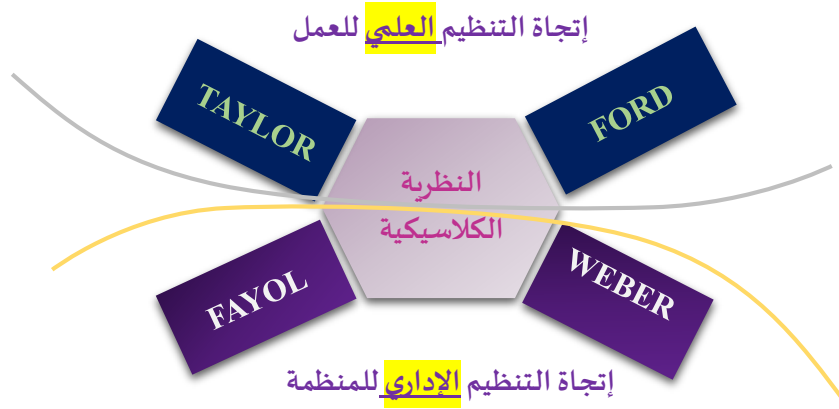 إتجاة التنظيم العلمي للعمل
TAYLOR
FORD
النظرية
الكلاسيكية
FAYOL
WEBER
إتجاة التنظيم الإداري للمنظمة